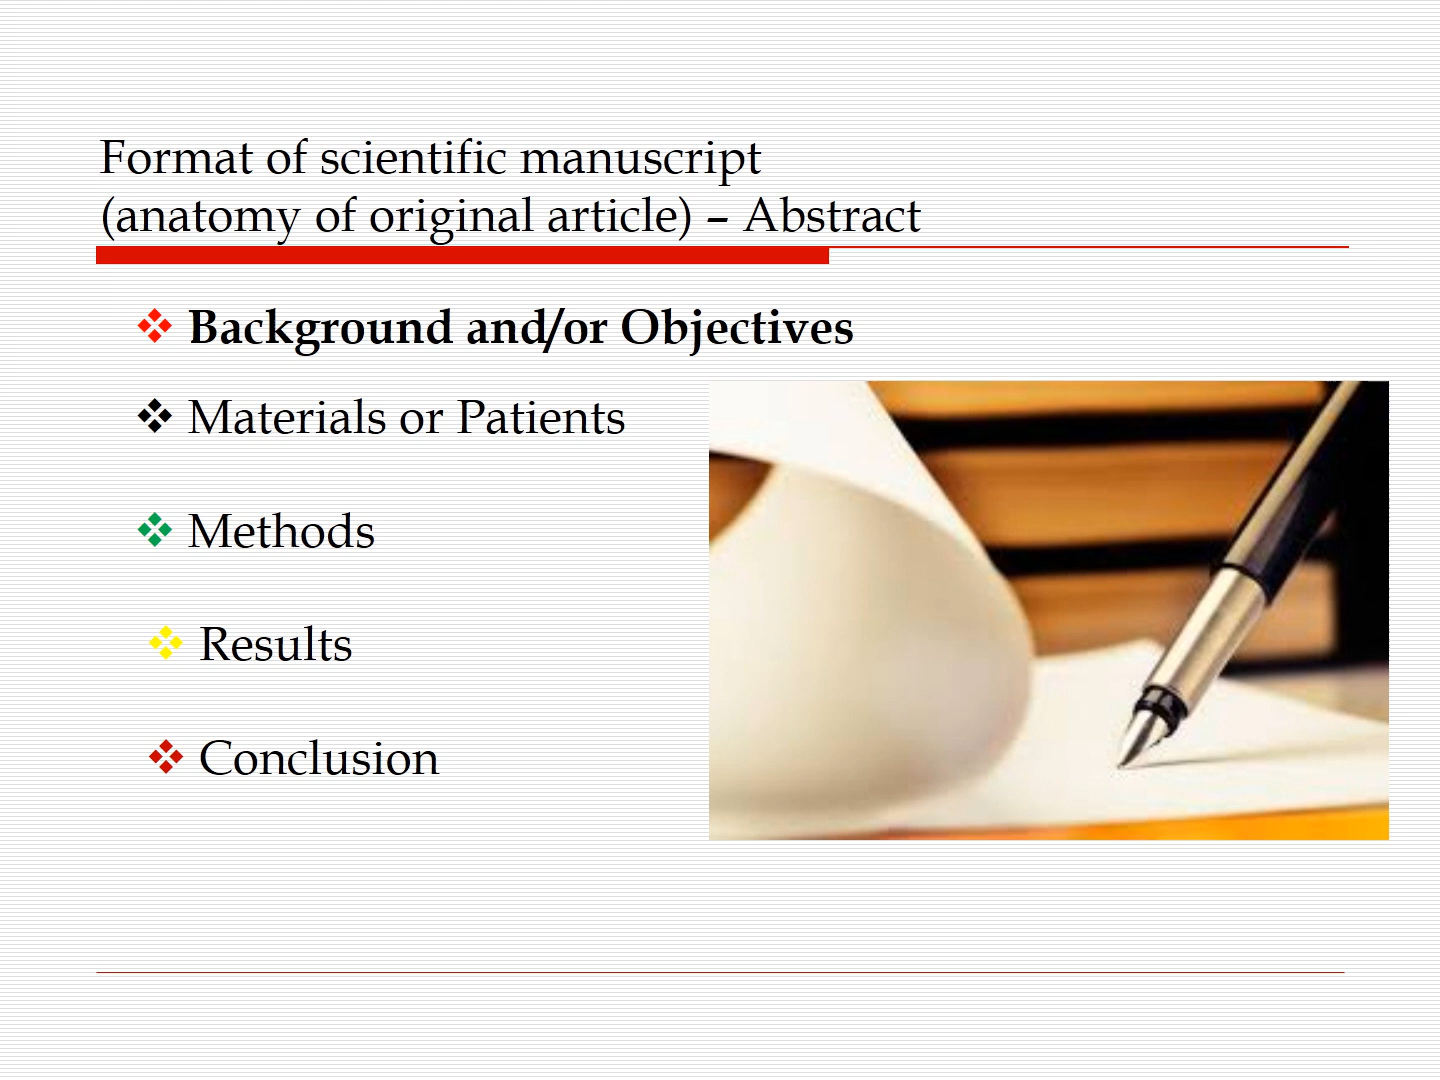 Format of scientific manuscript
(anatomy of original article) – Abstract
Background and/or Objectives
Materials or Patients
Methods
Results
Conclusion